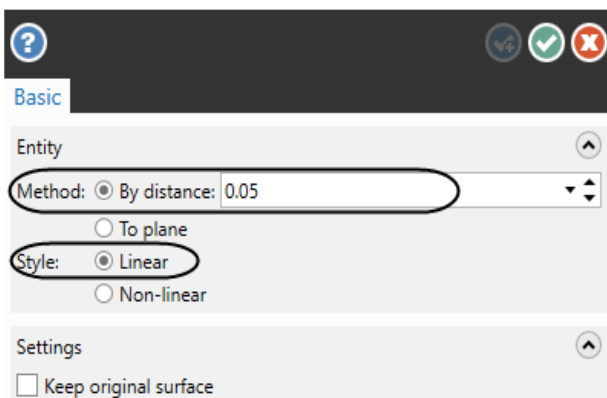 ?
Basic
Entity
Method: By distance: 0.05
To plane
Style: Linear
Non-linear
Settings
Keep original surface